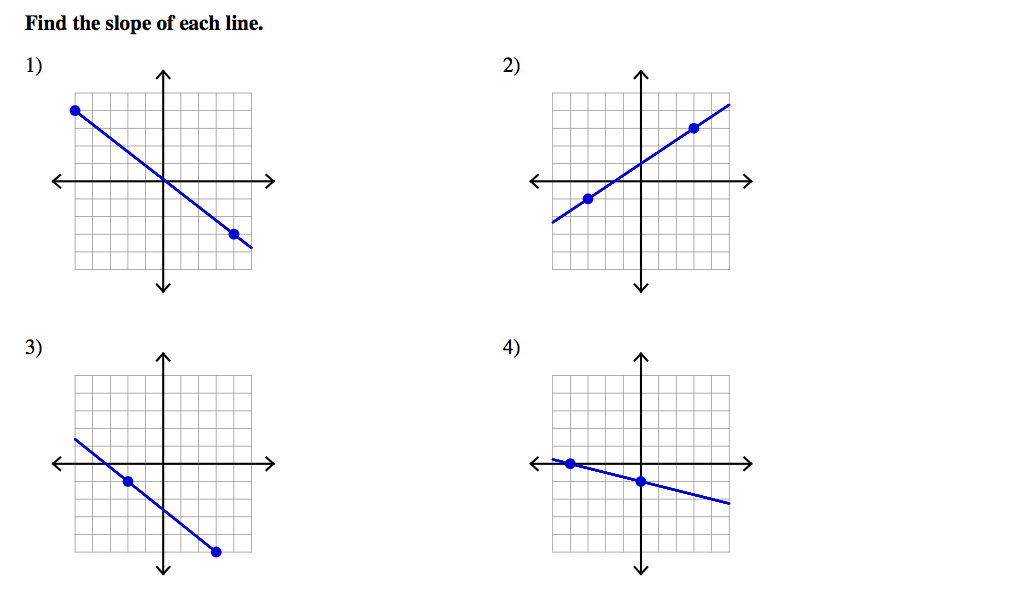 Find the slope of each line.
1)
2)
3)
4)